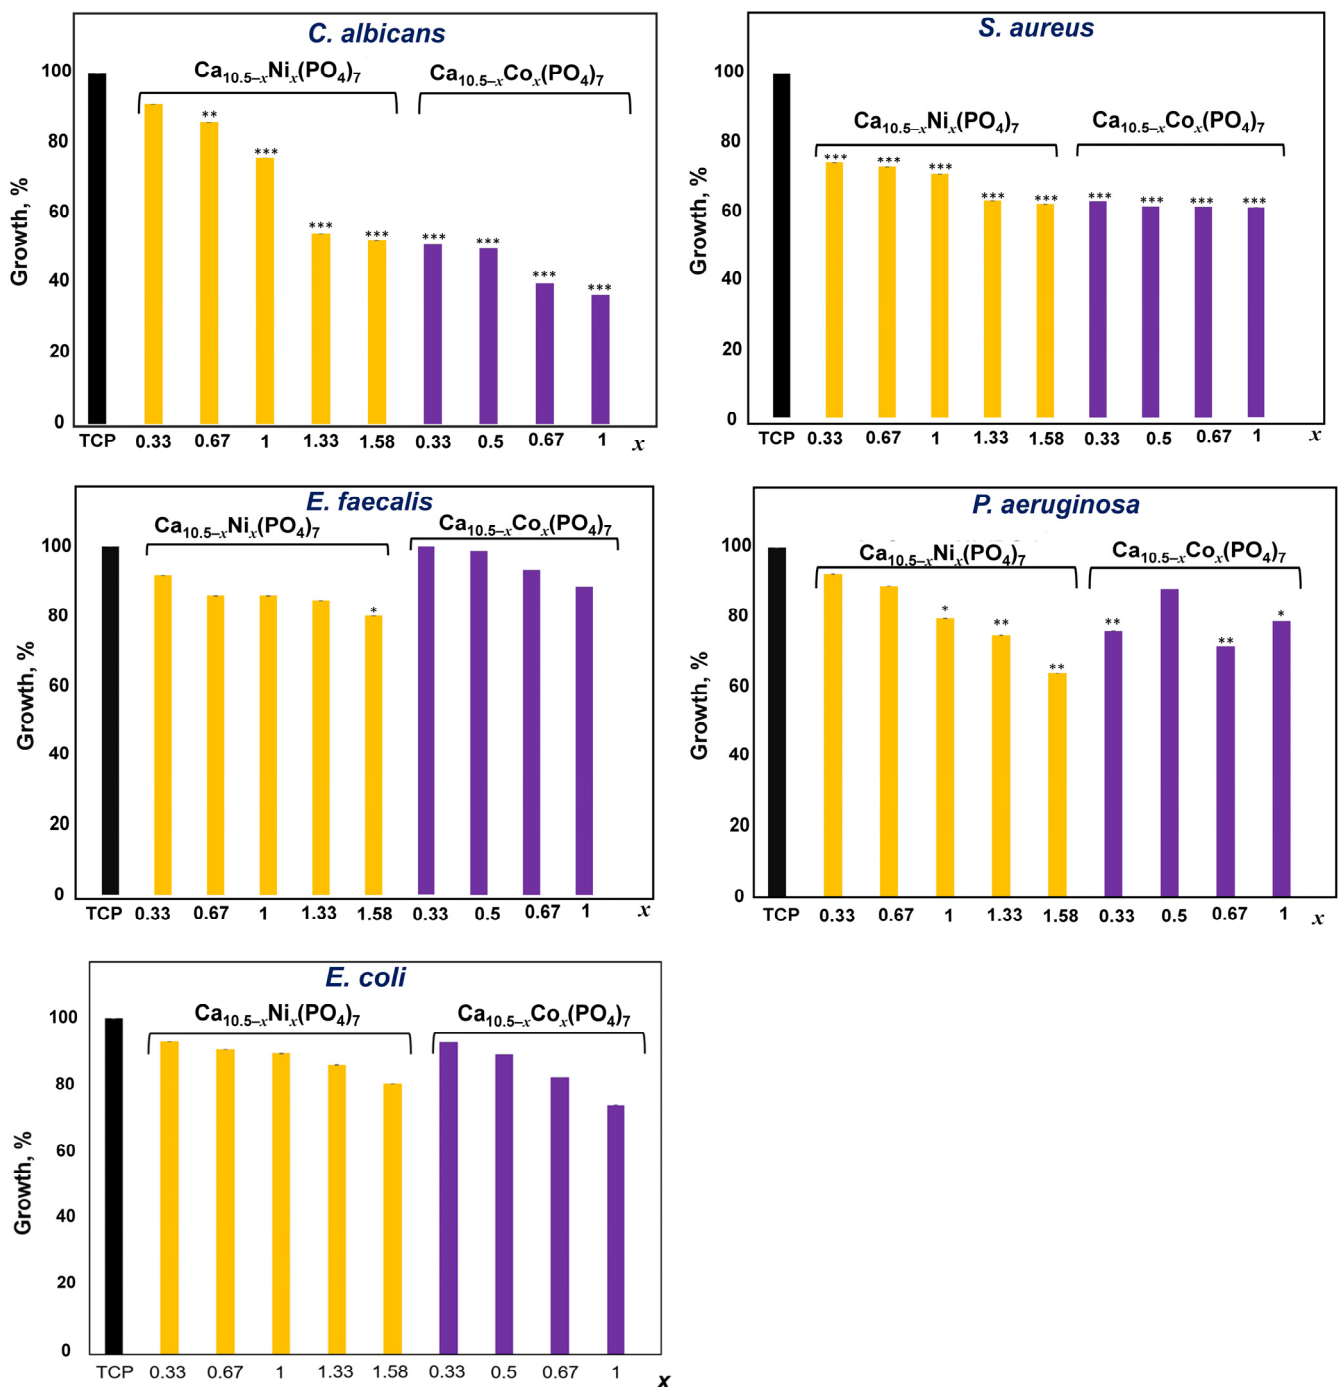 C. albicans
Ca10.5–xNix(PO4)7 Ca10.5–xCox(PO4)7
100
**
80
***
60
*** *** *** ***
***
40
***
20
0
Growth, %
TCP 0.33 0.67 1 1.33 1.58 0.33 0.5 0.67 1 x
S. aureus
100
Ca10.5–xNix(PO4)7 Ca10.5–xCox(PO4)7
80
*** *** ***
*** *** *** *** *** ***
60
40
20
0
Growth, %
TCP 0.33 0.67 1 1.33 1.58 0.33 0.5 0.67 1 x
E. faecalis
Ca10.5–xNix(PO4)7 Ca10.5–xCox(PO4)7
100
80
*
60
40
20
0
Growth, %
TCP 0.33 0.67 1 1.33 1.58 0.33 0.5 0.67 1 x
P. aeruginosa
100
Ca10.5–xNix(PO4)7 Ca10.5–xCox(PO4)7
80
* ** ** ** ** *
60
40
20
0
Growth, %
TCP 0.33 0.67 1 1.33 1.58 0.33 0.5 0.67 1 x
E. coli
Ca10.5–xNix(PO4)7 Ca10.5–xCox(PO4)7
100
80
60
40
20
0
Growth, %
TCP 0.33 0.67 1 1.33 1.58 0.33 0.5 0.67 1 x